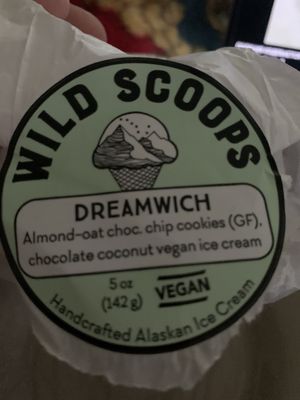 WILD SCOOPS
DREAMWICH
Almond-oat choc. chip cookies (GF),
chocolate coconut vegan ice cream
5 oz
(142 g)
VEGAN
Handcrafted Alaskan Ice Cream